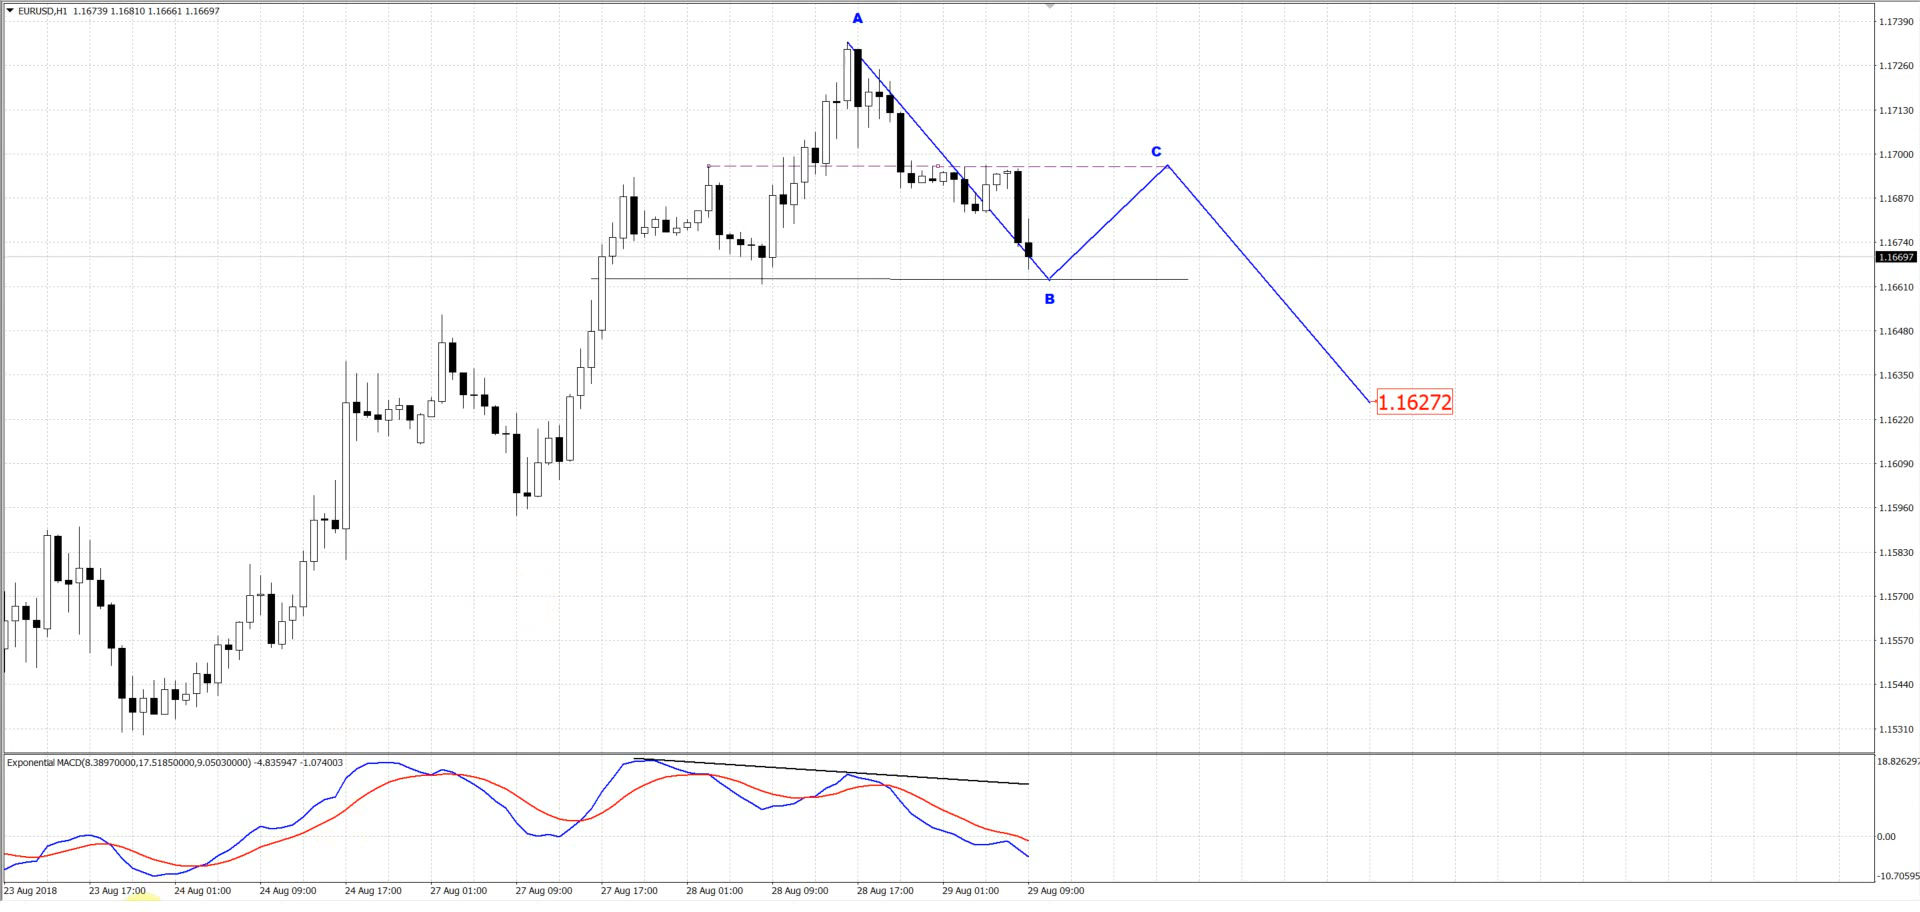 EURUSD,H1 1.16739 1.16810 1.16661 1.16697
A
C
B
1.16272
1.17390
1.17260
1.17130
1.17000
1.16870
1.16740
1.16697
1.16610
1.16480
1.16350
1.16220
1.16090
1.15960
1.15830
1.15700
1.15570
1.15440
1.15310
Exponential MACD(8.38970000,17.51850000,9.05030000) -4.835947 -1.074003
18.826297
0.00
-10.70595
23 Aug 2018
23 Aug 17:00
24 Aug 01:00
24 Aug 09:00
24 Aug 17:00
27 Aug 01:00
27 Aug 09:00
27 Aug 17:00
28 Aug 01:00
28 Aug 09:00
28 Aug 17:00
29 Aug 01:00
29 Aug 09:00